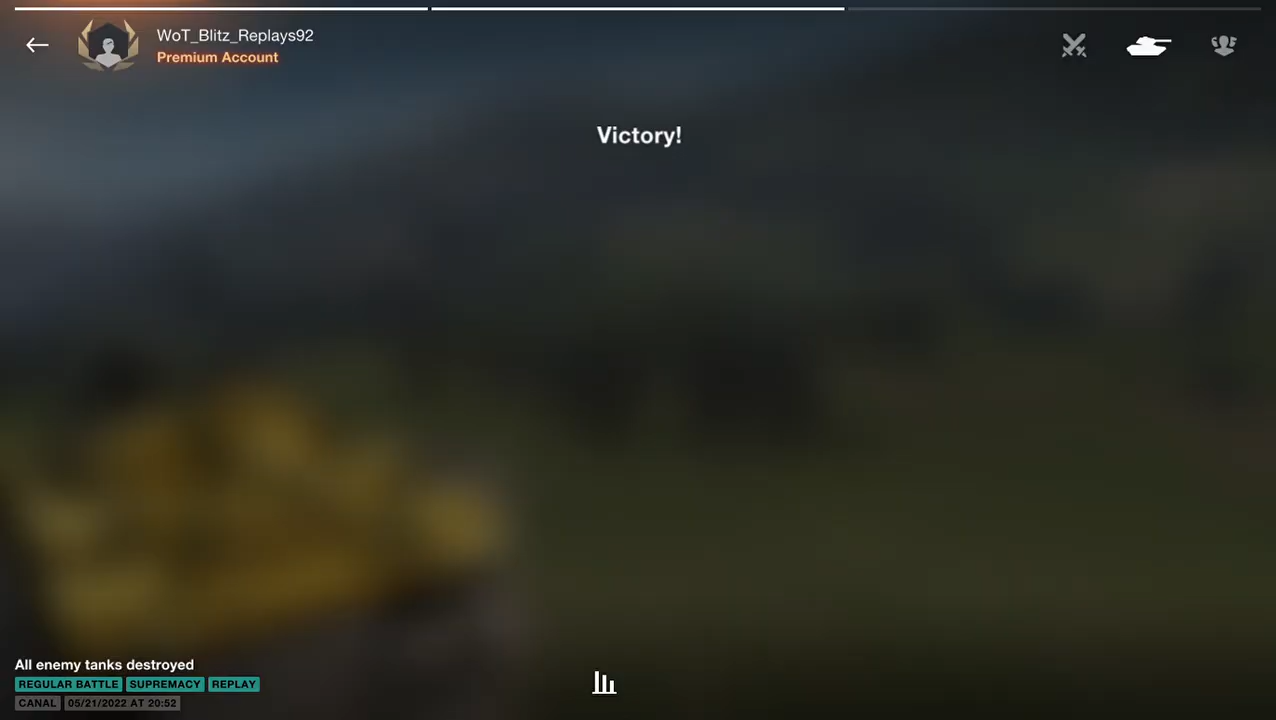 WoT_Blitz_Replays92
Premium Account
Victory!
All enemy tanks destroyed
REGULAR BATTLE SUPREMACY REPLAY
CANAL 05/21/2022 AT 20:52